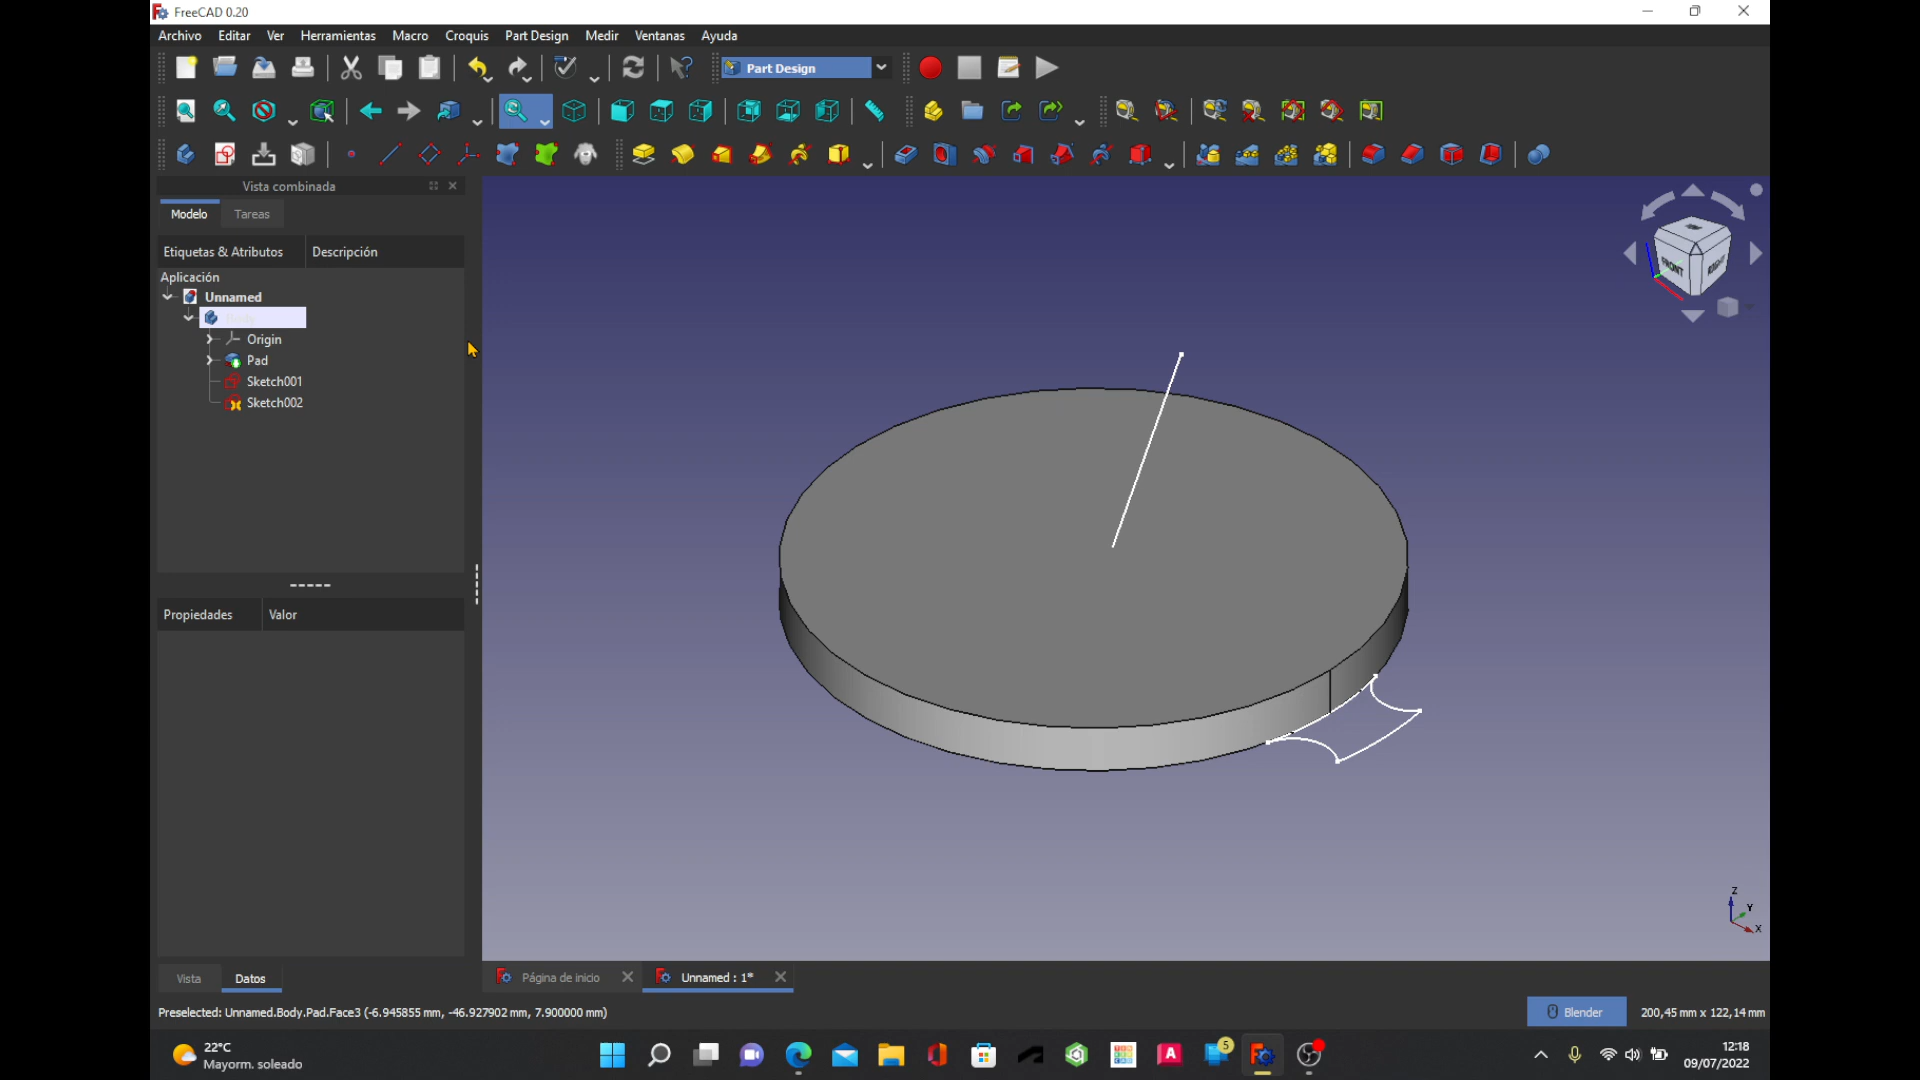 FreeCAD 0.20
Archivo Editar Ver Herramientas Macro Croquis Part Design Medir Ventanas Ayuda
Part Design
Vista combinada
Modelo Tareas
Etiquetas & Atributos Descripción
Aplicación
Unnamed
Origin
Pad
Sketch001
Sketch002
FRONT RIGHT
Z
Y
X
Propiedades Valor
Vista Datos
Página de inicio Unnamed : 1*
Preselected: Unnamed.Body.Pad.Face3 (-6.945855 mm, -46.927902 mm, 7.900000 mm)
Blender 200,45 mm x 122,14 mm
22°C
Mayorm. soleado
5
12:18
09/07/2022